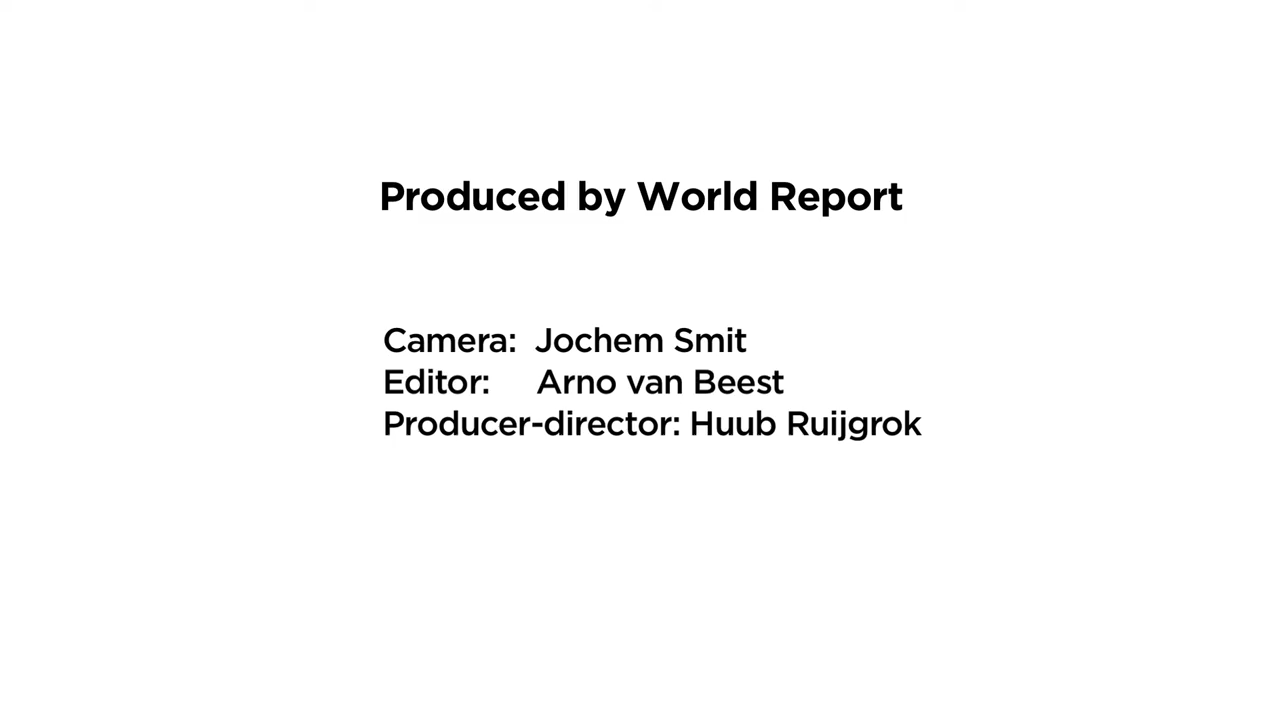 Produced by World Report
Camera: Jochem Smit
Editor: Arno van Beest
Producer-director: Huub Ruijgrok